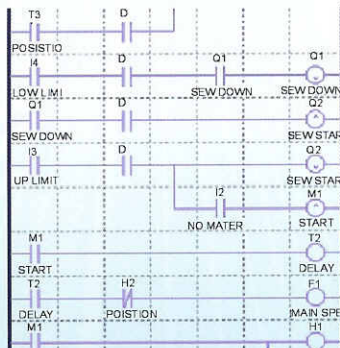 T3 D
POSISTIO
I4 D Q1 Q1
LOW LIMI SEW DOWN SEW DOWN
Q1 D Q2
SEW DOWN SEW STAR
I3 D Q2
UP LIMIT SEW STAR
I2 M1
NO MATER START
M1 T2
START DELAY
T2 H2 F1
DELAY POISTION MAIN SPE
M1 H1